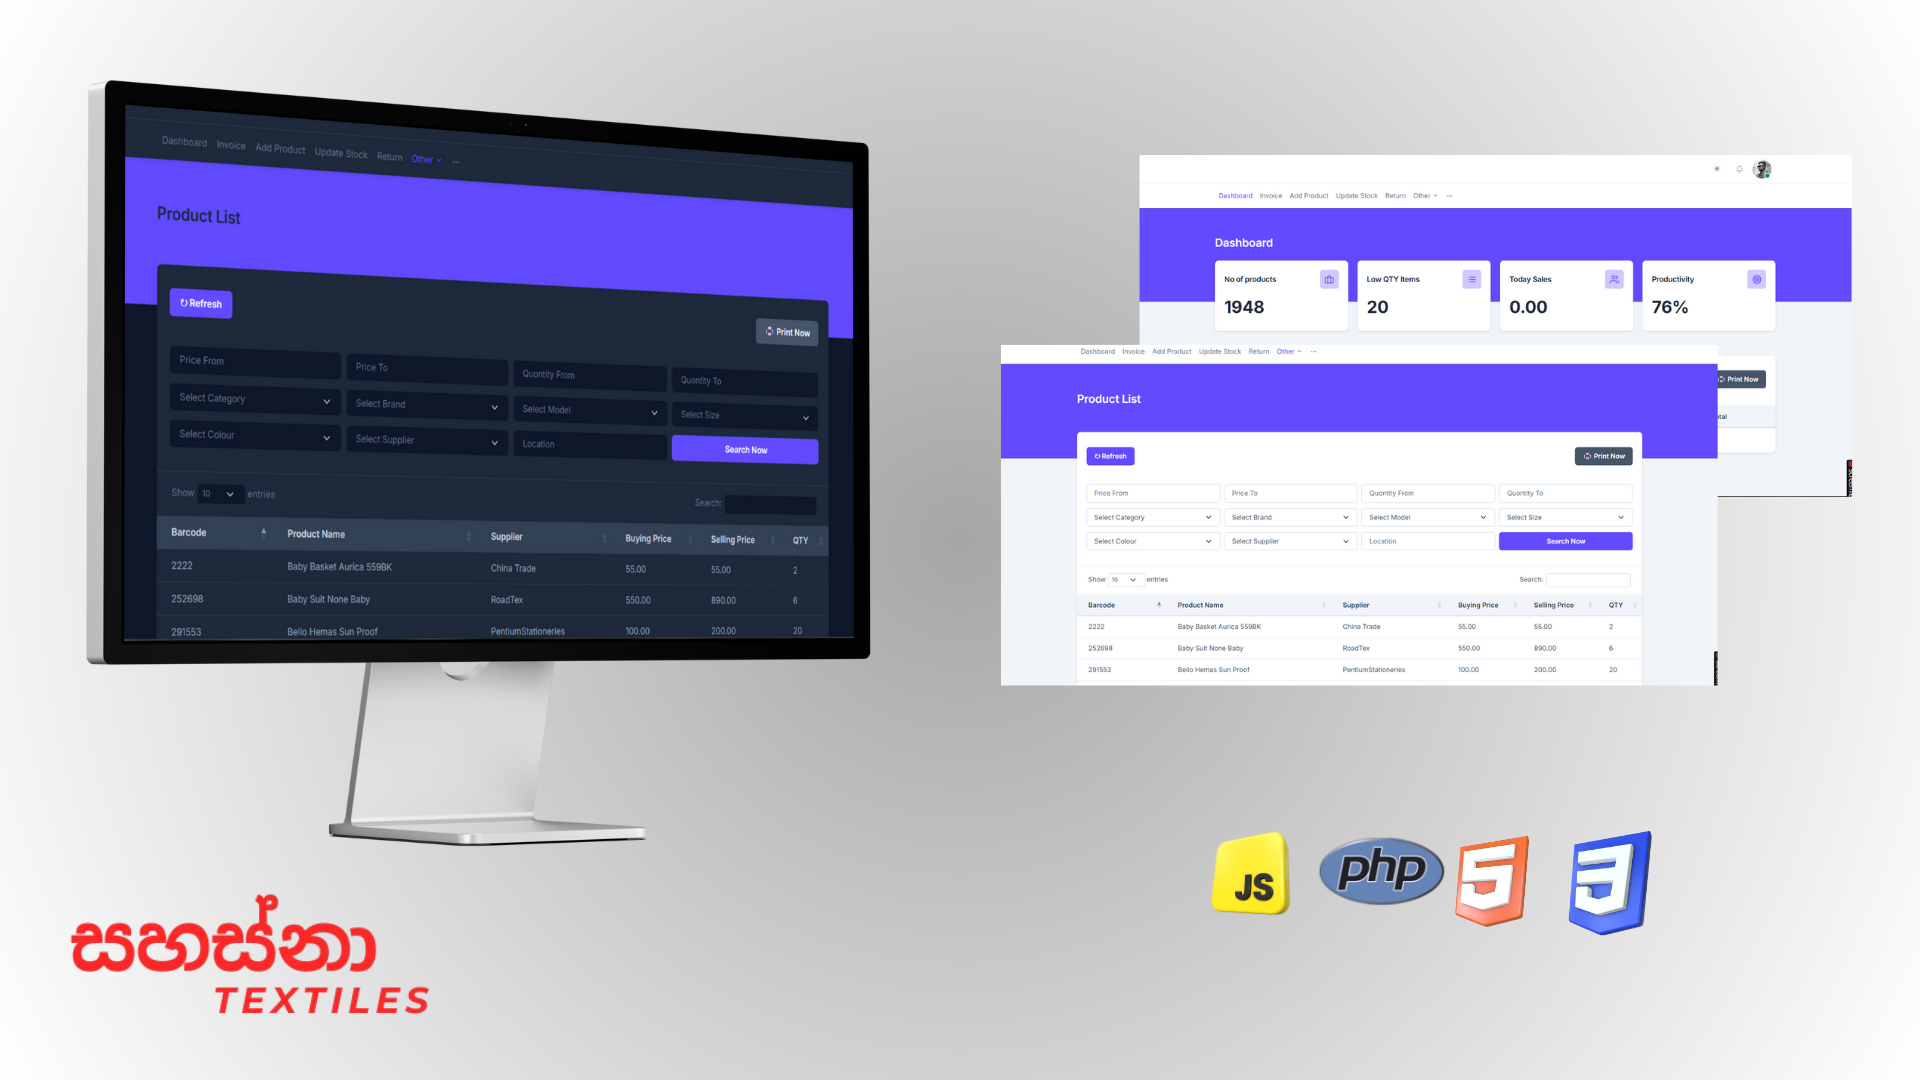 Dashboard Invoice Add Product Update Stock Return Other ...
Product List
Refresh
Print Now
Price From Price To Quontity From Quontity To
Select Category Select Brand Select Model Select Size
Select Colour Select Supplier Location Search Now
Show 10 entries Search:
Barcode Product Name Supplier Buying Price Selling Price QTY
2222 Baby Basket Aurica 559BK China Trade 55.00 55.00 2
252698 Baby Suit None Baby RoadTex 550.00 890.00 6
291553 Bello Hemas Sun Proof PentiumStationeries 100.00 200.00 20
Dashboard Invoice Add Product Update Stock Return Other ...
Dashboard
No of products Low QTY Items Today Sales Productivity
1948 20 0.00 76%
Print Now
Dashboard Invoice Add Product Update Stock Return Other ...
Product List
Refresh Print Now
Price From Price To Quontity From Quontity To
Select Category Select Brand Select Model Select Size
Select Colour Select Supplier Location Search Now
Show 10 entries Search:
Barcode Product Name Supplier Buying Price Selling Price QTY
2222 Baby Basket Aurica 559BK China Trade 55.00 55.00 2
252698 Baby Suit None Baby RoadTex 550.00 890.00 6
291553 Bello Hemas Sun Proof PentiumStationeries 100.00 200.00 20
JS php 5 3
සහස්නා
TEXTILES